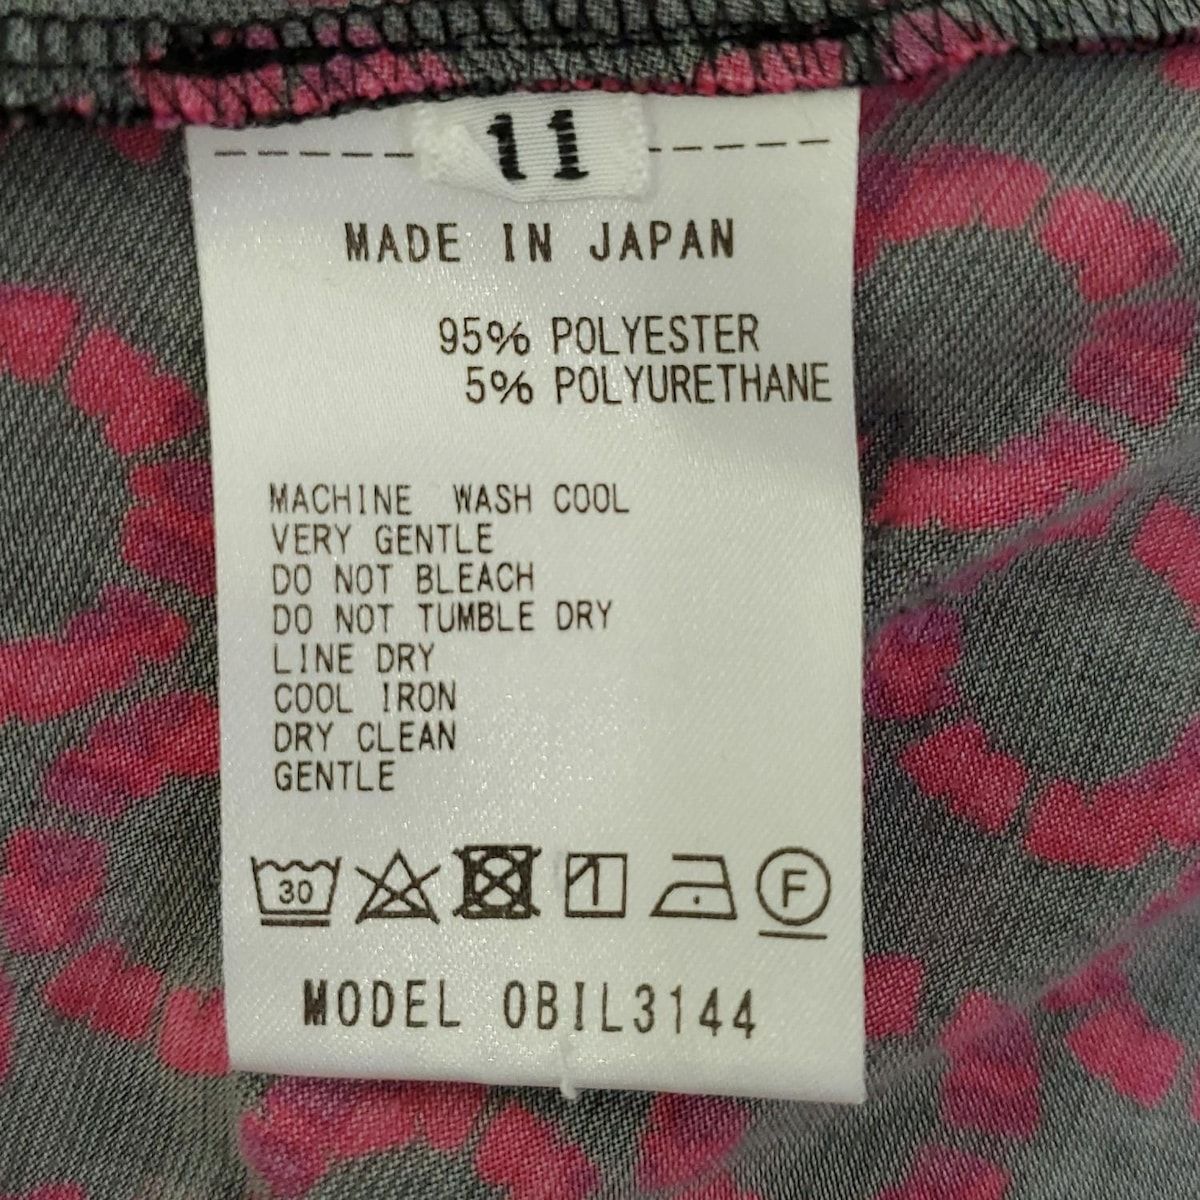 11
MADE IN JAPAN
95% POLYESTER
5% POLYURETHANE
MACHINE WASH COOL
VERY GENTLE
DO NOT BLEACH
DO NOT TUMBLE DRY
LINE DRY
COOL IRON
DRY CLEAN
GENTLE
30 F
MODEL OBIL3144